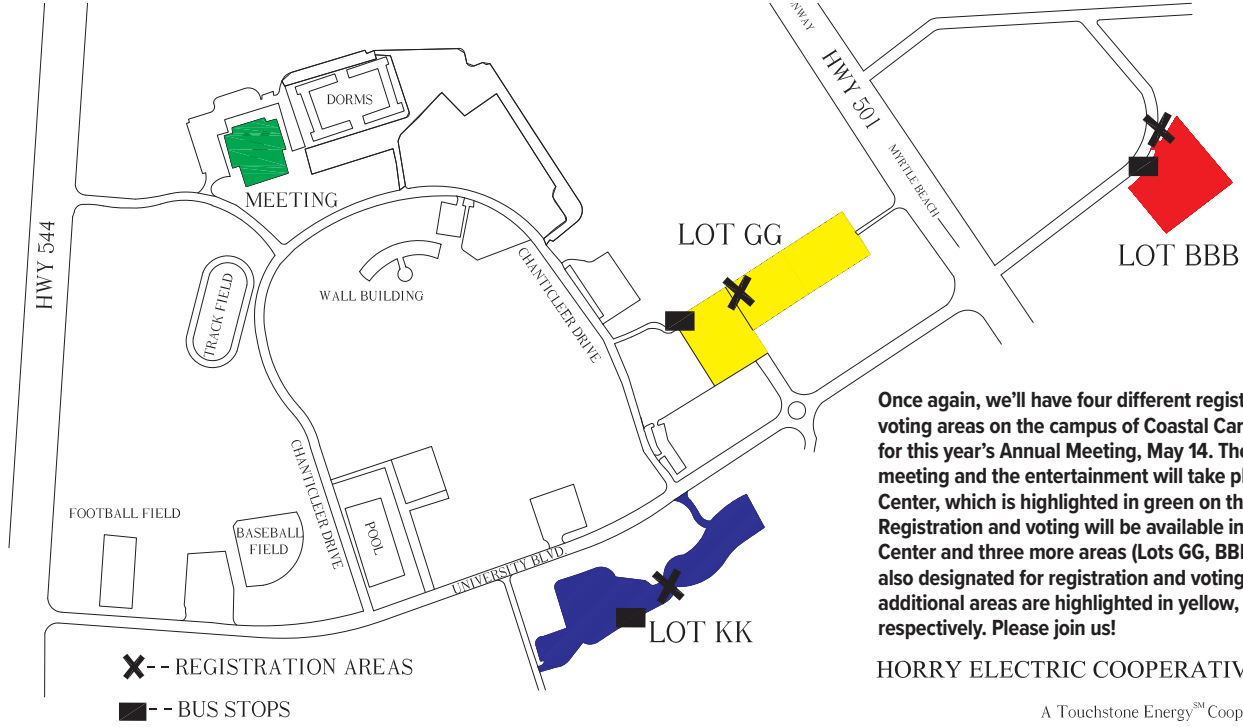 NWAY
HWY 501
DORMS
MYRTLE BEACH
MEETING
LOT GG
LOT BBB
HWY 544
WALL BUILDING
CHANTICLEER DRIVE
TRACK FIELD
Once again, we'll have four different regist
voting areas on the campus of Coastal Car
for this year's Annual Meeting, May 14. The
meeting and the entertainment will take pl
Center, which is highlighted in green on th
Registration and voting will be available in
Center and three more areas (Lots GG, BBB
also designated for registration and voting
additional areas are highlighted in yellow,
respectively. Please join us!
CHANTICLEER DRIVE
FOOTBALL FIELD
BASEBALL
FIELD
POOL
UNIVERSITY BLVD
LOT KK
-- REGISTRATION AREAS
-- BUS STOPS
HORRY ELECTRIC COOPERATIV
A Touchstone Energy℠ Coop